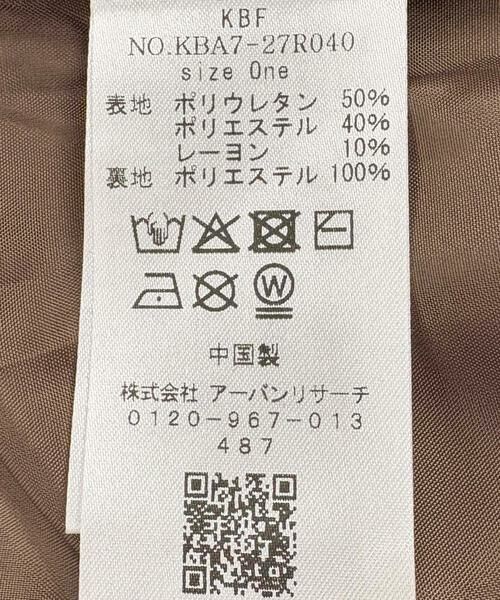 KBF
NO.KBA7-27R040
size One
表地 ポリウレタン 50%
ポリエステル 40%
レーヨン 10%
裏地 ポリエステル 100%
W
中国製
株式会社 アーバンリサーチ
0120-967-013
487